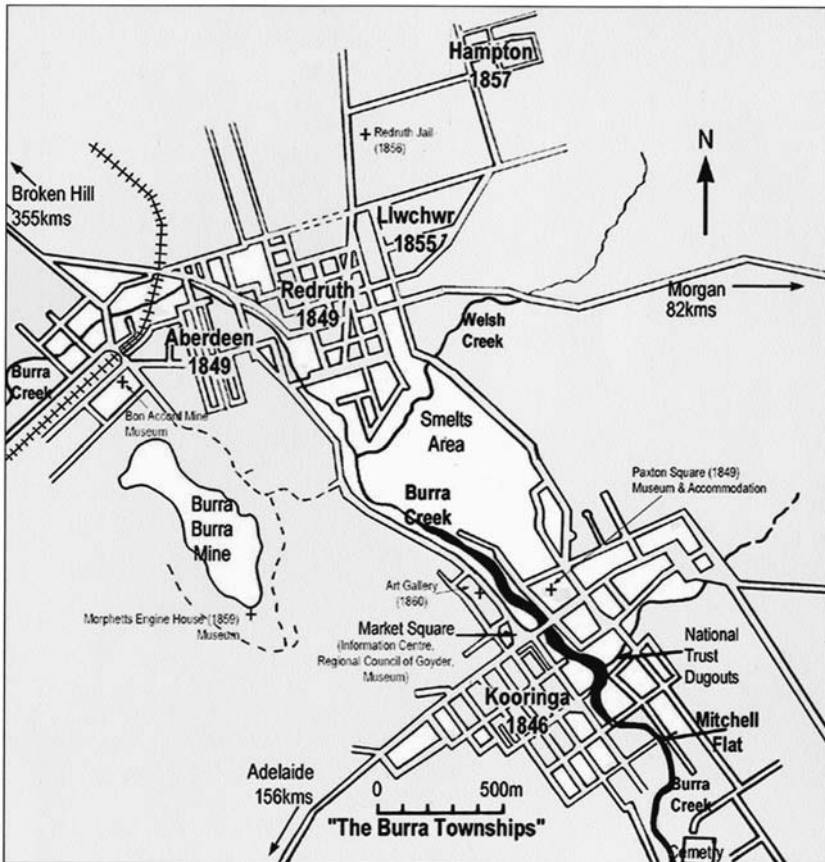 Hampton
1857
Redruth Jail
(1856)
N
Broken Hill
355kms
Llwchwr
1855
Redruth
1849
Morgan
82kms
Welsh
Creek
Aberdeen
1849
Burra
Creek
Bon Accord Mine
Museum
Smelts
Area
Paxton Square (1849)
Museum & Accommodation
Burra
Burra
Mine
Burra
Creek
Art Gallery
(1860)
Morphetts Engine House (1859)
Museum
Market Square
(Information Centre,
Regional Council of Goyder,
Museum)
National
Trust
Dugouts
Kooringa
1846
Mitchell
Flat
Adelaide
156kms
0 500m
Burra
Creek
"The Burra Townships"
Cemetry